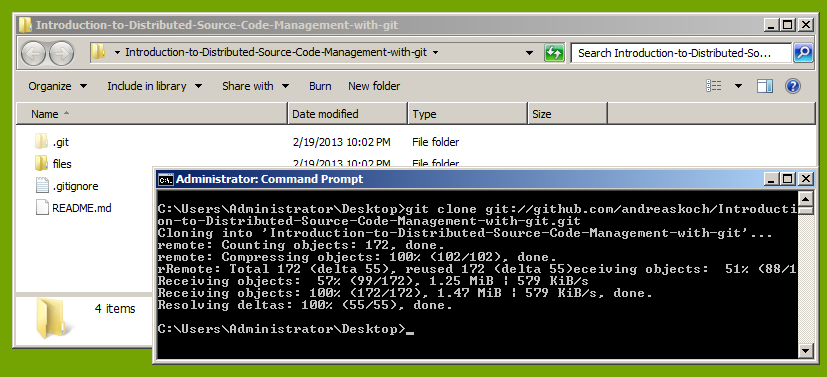 Introduction-to-Distributed-Source-Code-Management-with-git
Introduction-to-Distributed-Source-Code-Management-with-git
Search Introduction-to-Distributed-So...
Organize Include in library Share with Burn New folder
Name Date modified Type Size
.git 2/19/2013 10:02 PM File folder
files 2/19/2013 10:02 PM File folder
.gitignore
README.md
4 items
Administrator: Command Prompt
C:\Users\Administrator\Desktop>git clone git://github.com/andreaskoch/Introducti
on-to-Distributed-Source-Code-Management-with-git.git
Cloning into 'Introduction-to-Distributed-Source-Code-Management-with-git'...
remote: Counting objects: 172, done.
remote: Compressing objects: 100% (102/102), done.
rRemote: Total 172 (delta 55), reused 172 (delta 55)eceiving objects:  51% (88/1
Receiving objects:  57% (99/172), 1.25 MiB ¦ 579 KiB/s
Receiving objects: 100% (172/172), 1.47 MiB ¦ 579 KiB/s, done.
Resolving deltas: 100% (55/55), done.
C:\Users\Administrator\Desktop>_